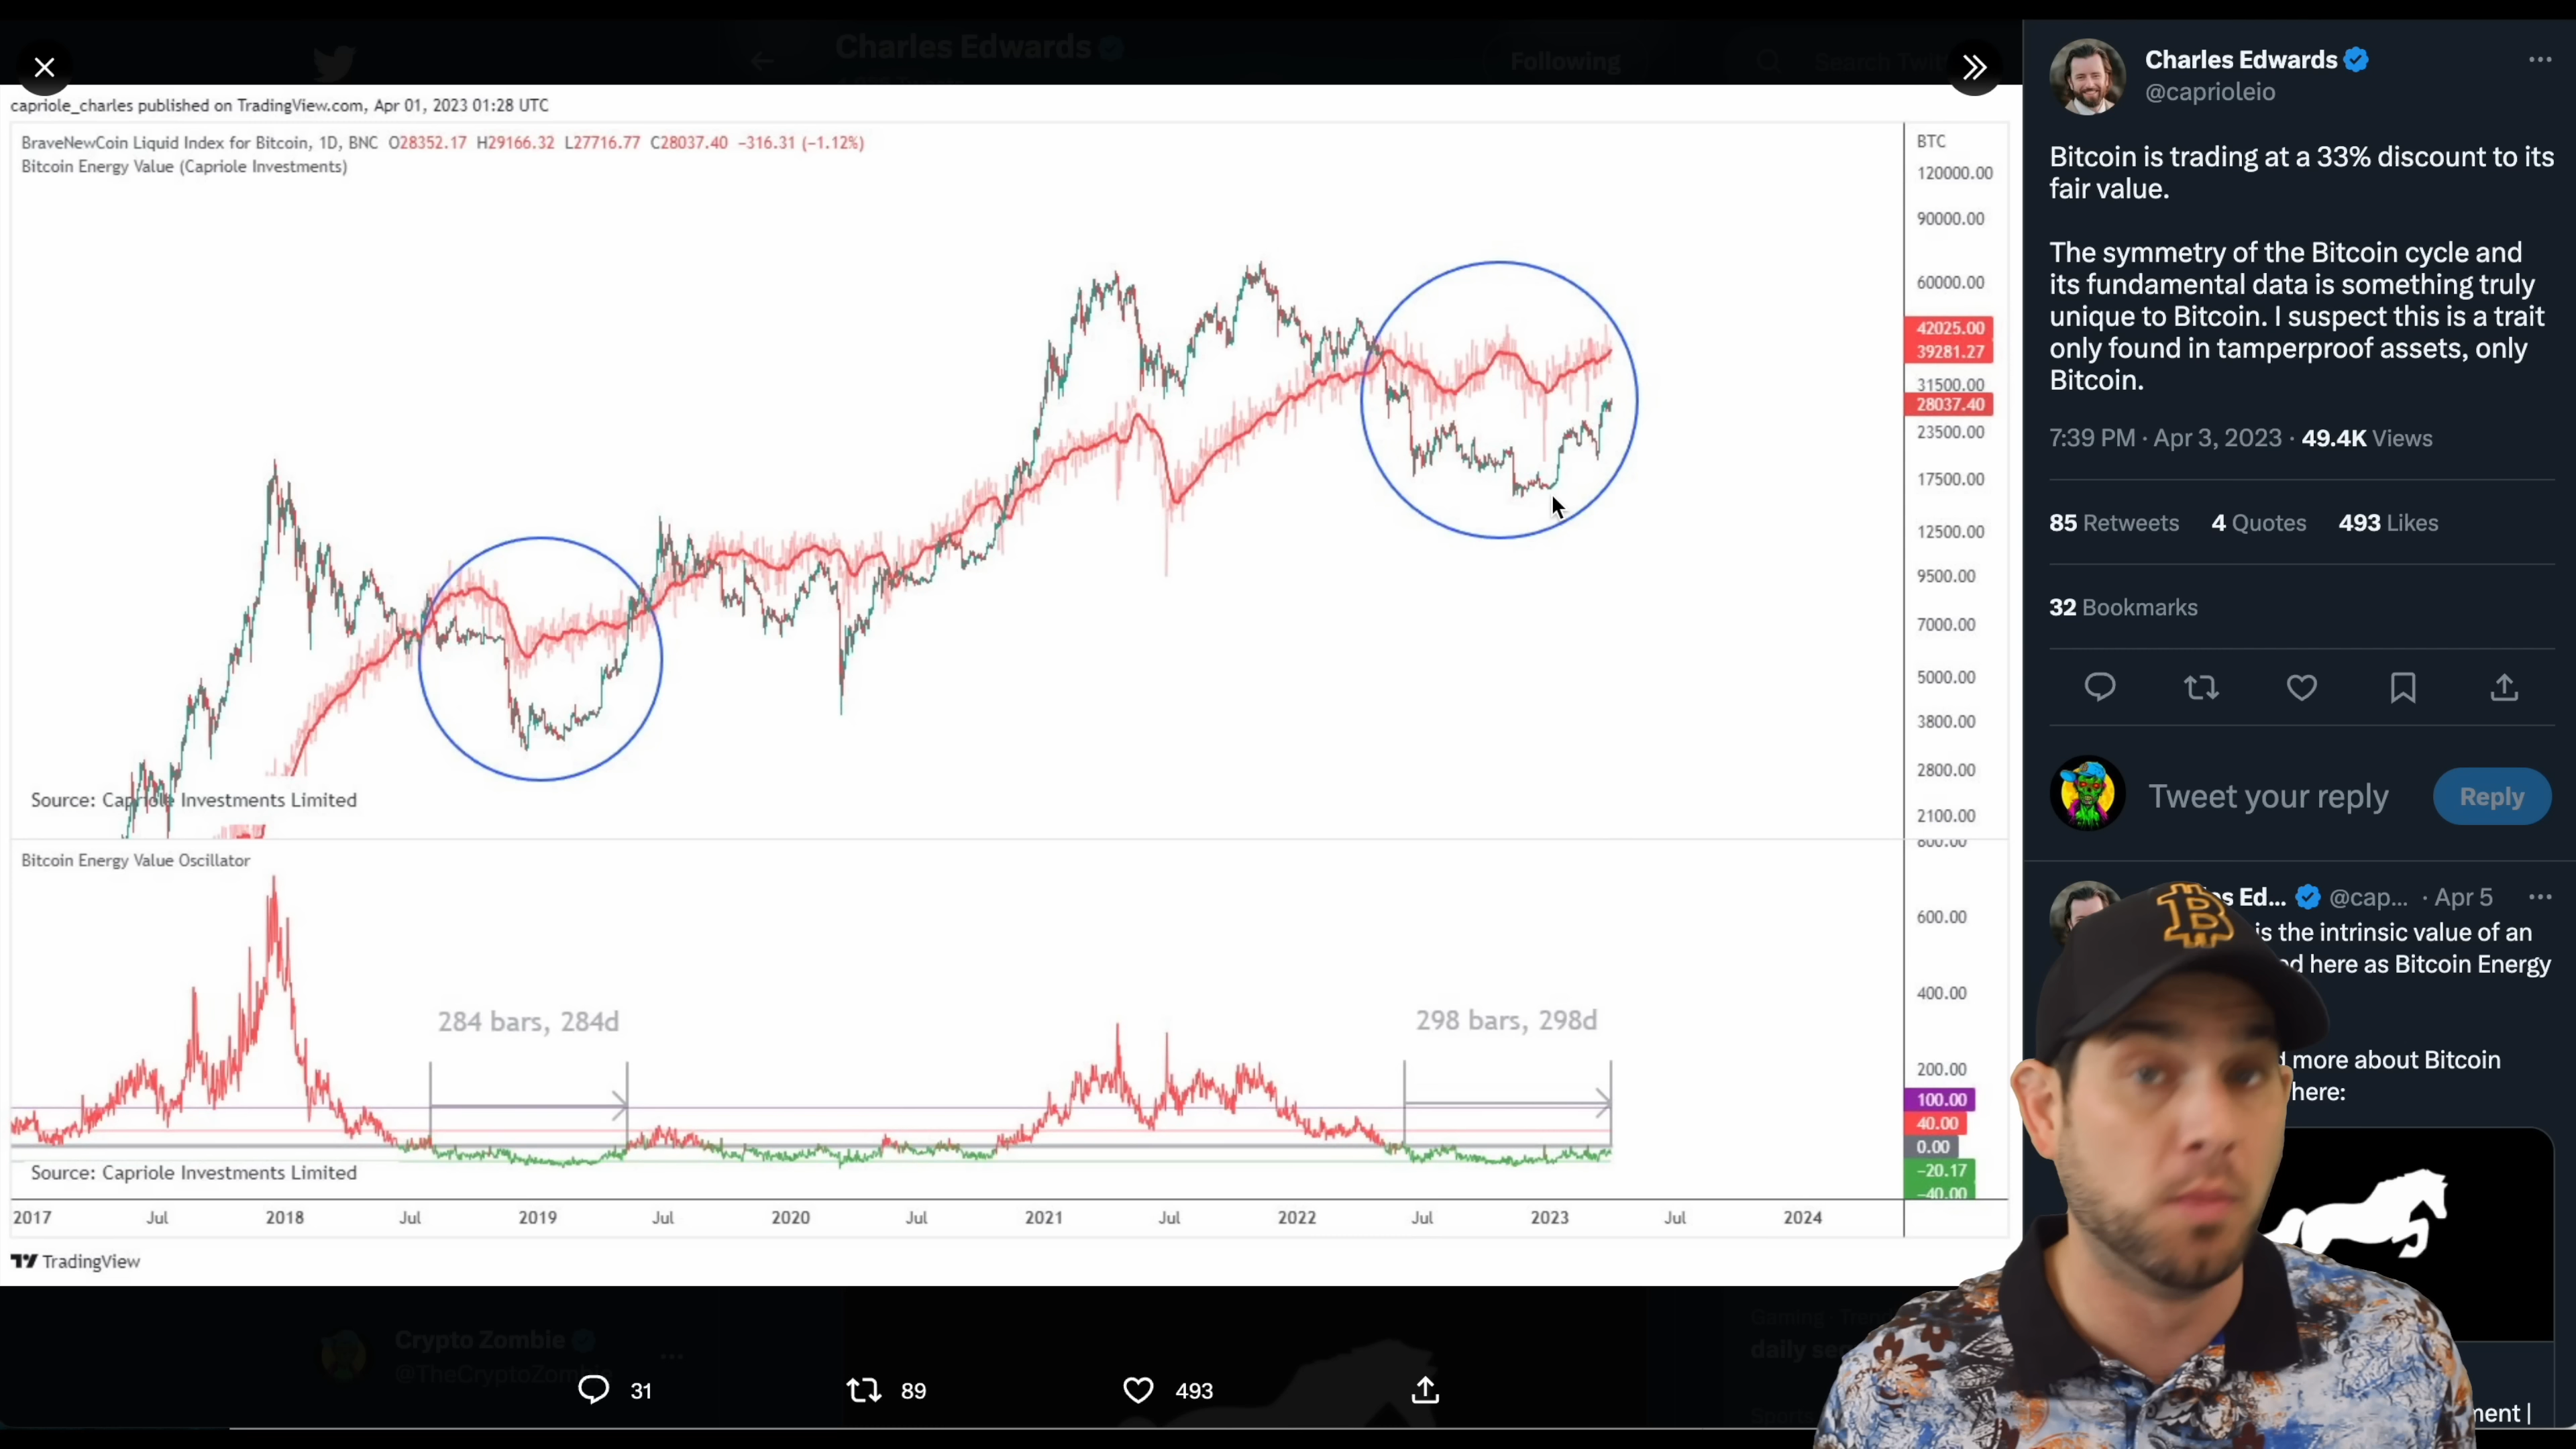 Charles Edwards
Following
capriole_charles published on TradingView.com, Apr 01, 2023 01:28 UTC
BraveNewCoin Liquid Index for Bitcoin, 1D, BNC O28352.17 H29166.32 L27716.77 C28037.40 −316.31 (−1.12%)
Bitcoin Energy Value (Capriole Investments)
BTC
120000.00
90000.00
60000.00
42025.00
39281.27
31500.00
28037.40
23500.00
17500.00
12500.00
9500.00
7000.00
5000.00
3800.00
2800.00
2100.00
Source: Capriole Investments Limited
Bitcoin Energy Value Oscillator
800.00
600.00
400.00
200.00
100.00
40.00
0.00
−20.17
−40.00
284 bars, 284d
298 bars, 298d
Source: Capriole Investments Limited
2017 Jul 2018 Jul 2019 Jul 2020 Jul 2021 Jul 2022 Jul 2023 Jul 2024
TradingView
Crypto Zombie
31 89 493
Charles Edwards
@caprioleio
Bitcoin is trading at a 33% discount to its
fair value.
The symmetry of the Bitcoin cycle and
its fundamental data is something truly
unique to Bitcoin. I suspect this is a trait
only found in tamperproof assets, only
Bitcoin.
7:39 PM · Apr 3, 2023 · 49.4K Views
85 Retweets 4 Quotes 493 Likes
32 Bookmarks
Tweet your reply
Reply
Ed... @cap... · Apr 5
is the intrinsic value of an
here as Bitcoin Energy
more about Bitcoin
here: